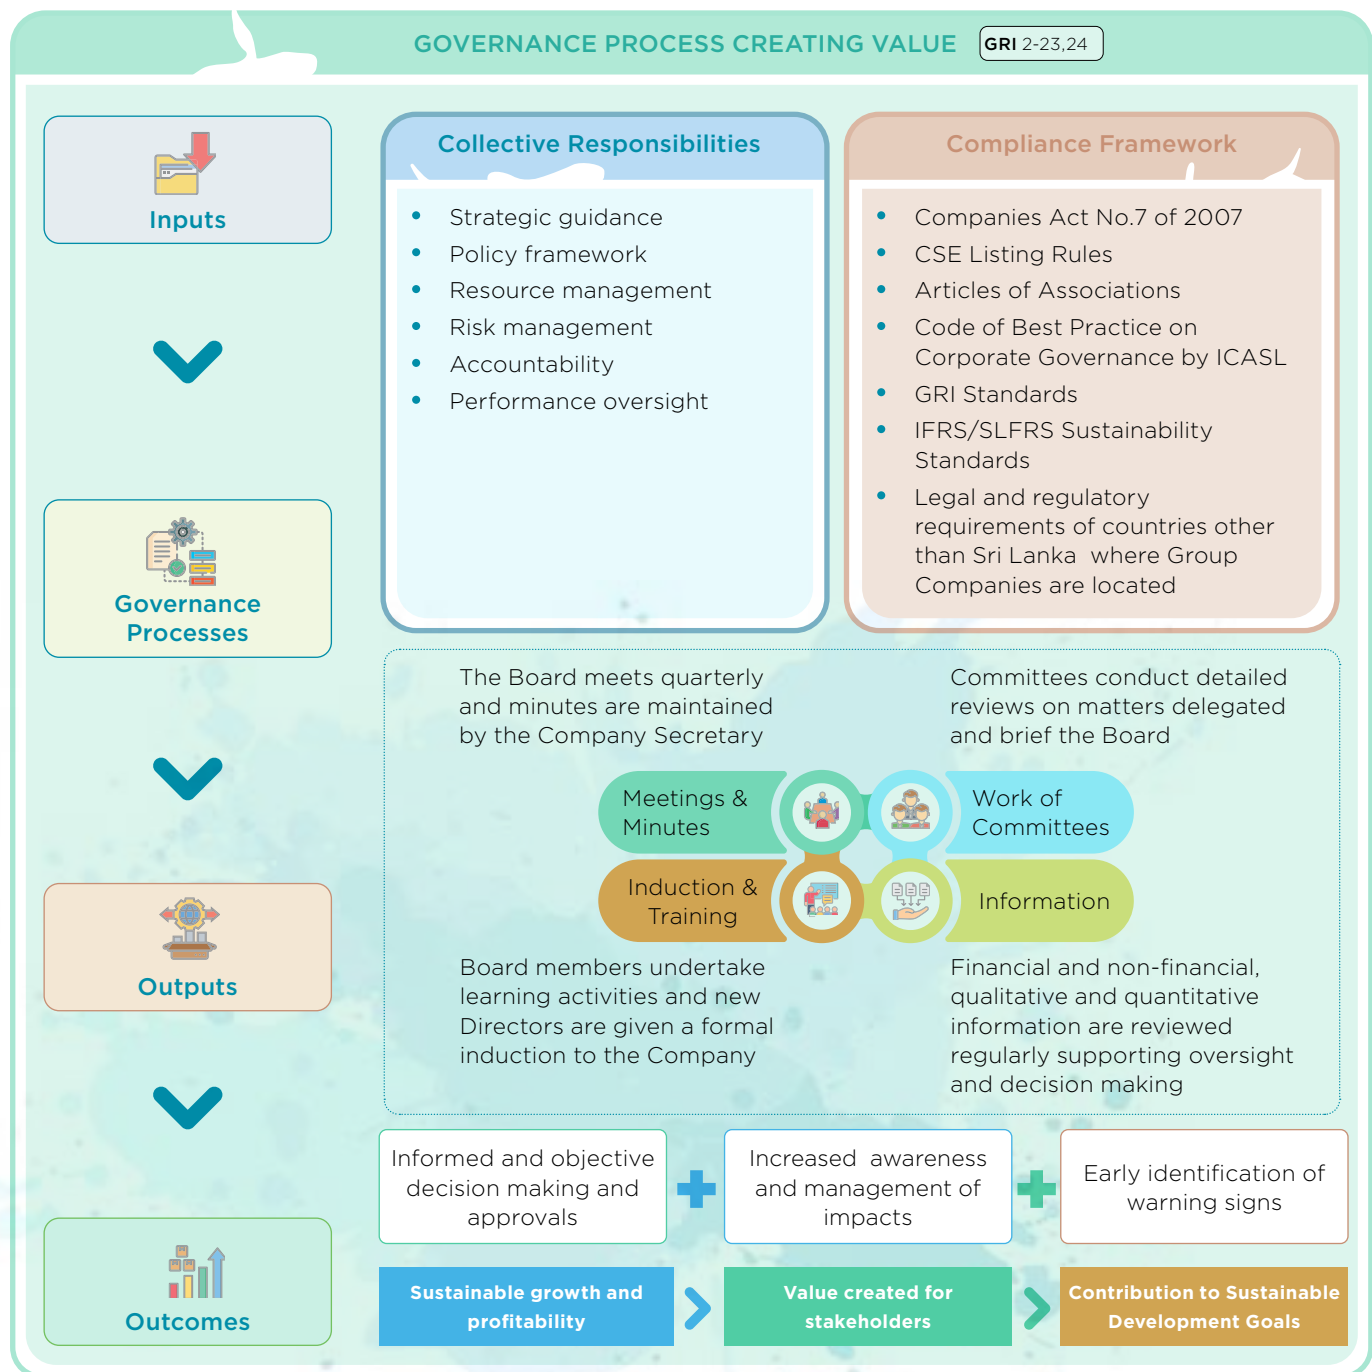 GOVERNANCE PROCESS CREATING VALUE
GRI 2-23,24
Inputs
Collective Responsibilities
• Strategic guidance
• Policy framework
• Resource management
• Risk management
• Accountability
• Performance oversight
Compliance Framework
• Companies Act No.7 of 2007
• CSE Listing Rules
• Articles of Associations
• Code of Best Practice on
Corporate Governance by ICASL
• GRI Standards
• IFRS/SLFRS Sustainability
Standards
• Legal and regulatory
requirements of countries other
than Sri Lanka where Group
Companies are located
Governance
Processes
The Board meets quarterly
and minutes are maintained
by the Company Secretary
Committees conduct detailed
reviews on matters delegated
and brief the Board
Meetings &
Minutes
Work of
Committees
Induction &
Training
Information
Board members undertake
learning activities and new
Directors are given a formal
induction to the Company
Financial and non-financial,
qualitative and quantitative
information are reviewed
regularly supporting oversight
and decision making
Outputs
Informed and objective
decision making and
approvals
Increased awareness
and management of
impacts
Early identification of
warning signs
Outcomes
Sustainable growth and
profitability
Value created for
stakeholders
Contribution to Sustainable
Development Goals